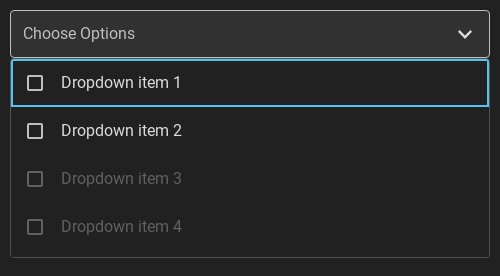 Choose Options
Dropdown item 1
Dropdown item 2
Dropdown item 3
Dropdown item 4